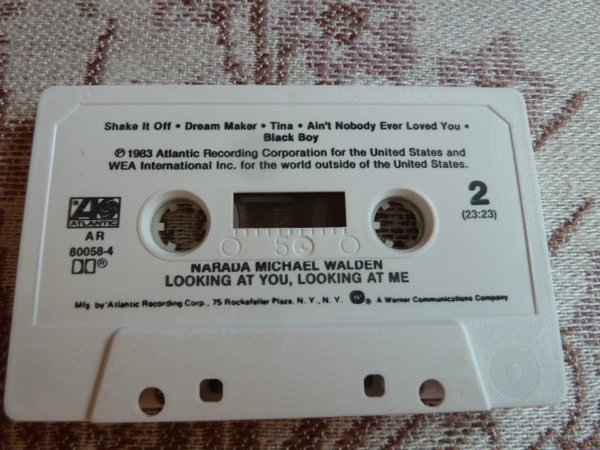 Shake It Off • Dream Maker • Tina • Ain't Nobody Ever Loved You •
Black Boy
℗ 1983 Atlantic Recording Corporation for the United States and
WEA International Inc. for the world outside of the United States.
ATLANTIC
AR
80058-4
2
(23:23)
50
NARADA MICHAEL WALDEN
LOOKING AT YOU, LOOKING AT ME
Mfg. by Atlantic Recording Corp., 75 Rockefeller Plaza, N. Y., N. Y. ®. A Warner Communications Company